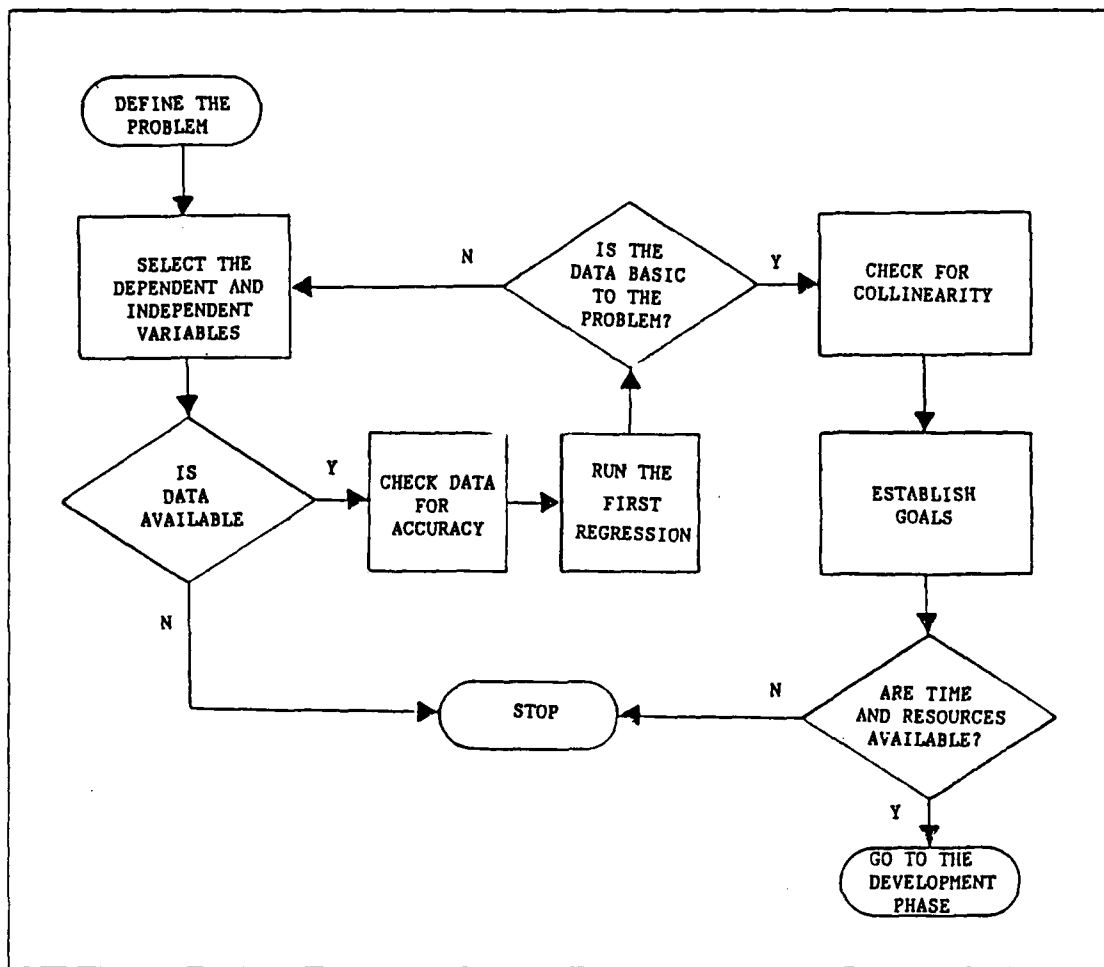 DEFINE THE
PROBLEM
SELECT THE
DEPENDENT AND
INDEPENDENT
VARIABLES
N
IS THE
DATA BASIC
TO THE
PROBLEM?
Y
CHECK FOR
COLLINEARITY
IS
DATA
AVAILABLE
Y
CHECK DATA
FOR
ACCURACY
RUN THE
FIRST
REGRESSION
ESTABLISH
GOALS
N
STOP
N
ARE TIME
AND RESOURCES
AVAILABLE?
Y
GO TO THE
DEVELOPMENT
PHASE